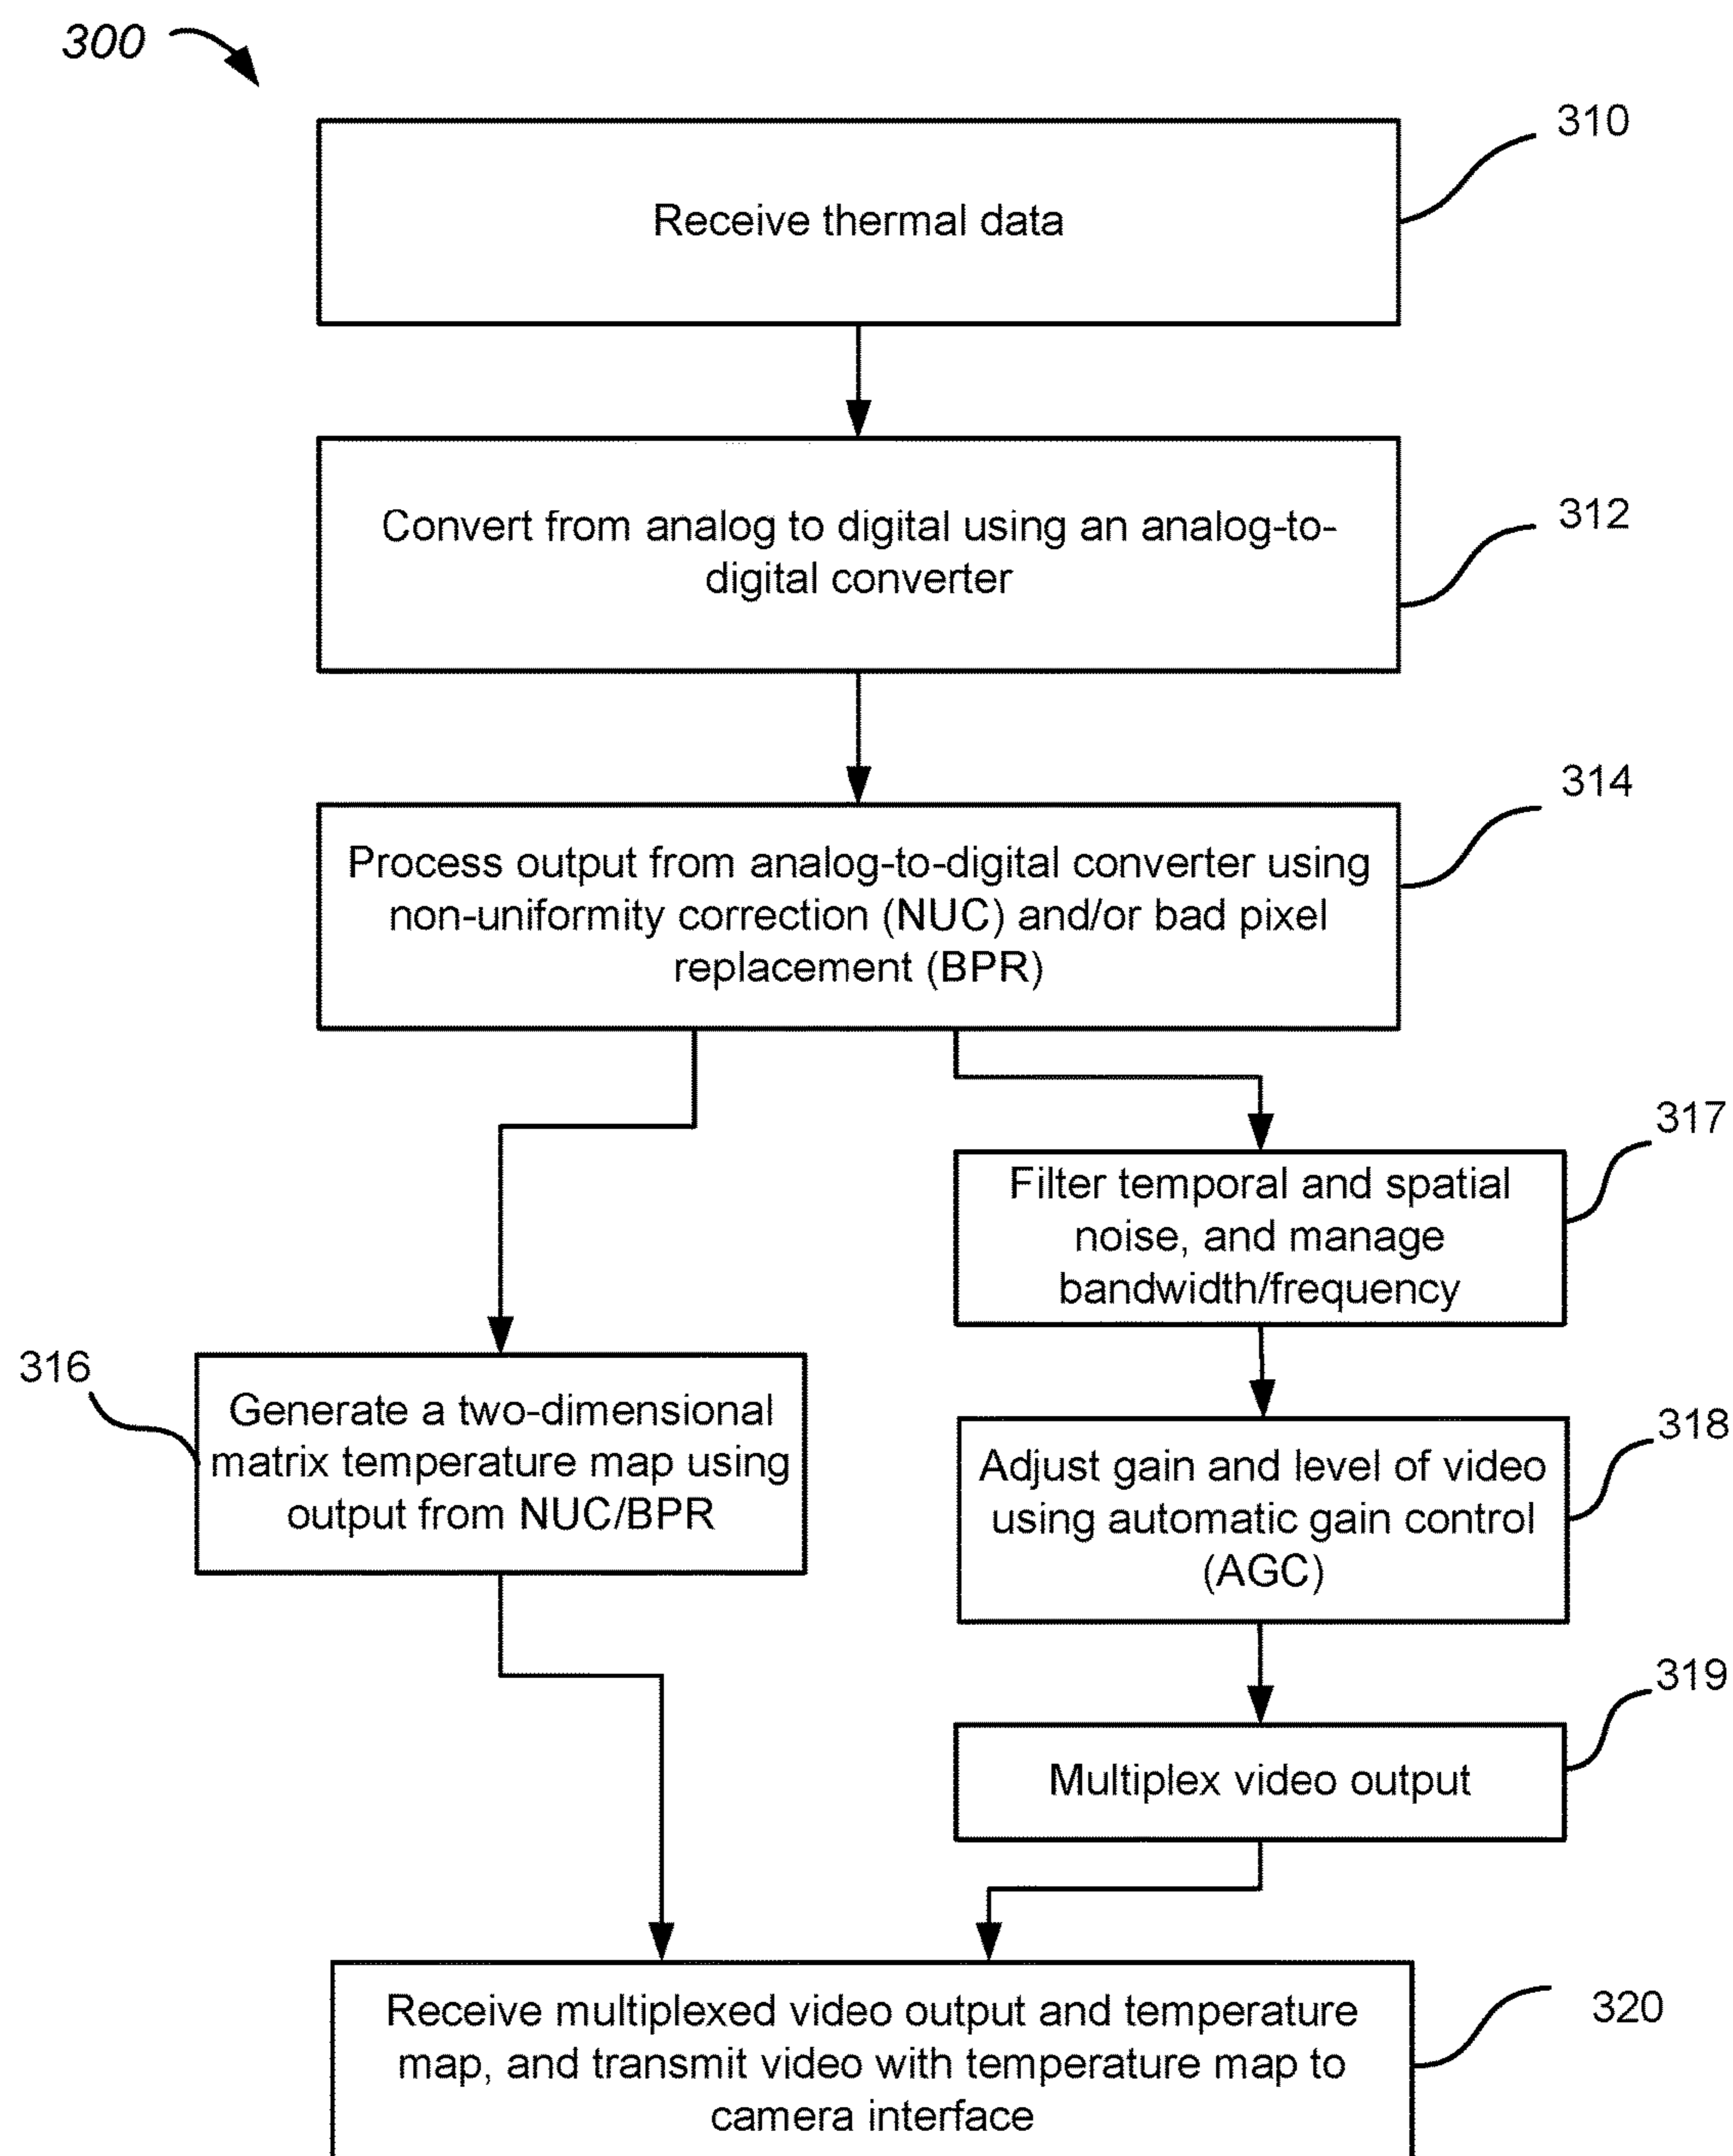 300
310
Receive thermal data
312
Convert from analog to digital using an analog-to-
digital converter
314
Process output from analog-to-digital converter using
non-uniformity correction (NUC) and/or bad pixel
replacement (BPR)
317
Filter temporal and spatial
noise, and manage
bandwidth/frequency
316
Generate a two-dimensional
matrix temperature map using
output from NUC/BPR
318
Adjust gain and level of video
using automatic gain control
(AGC)
319
Multiplex video output
320
Receive multiplexed video output and temperature
map, and transmit video with temperature map to
camera interface